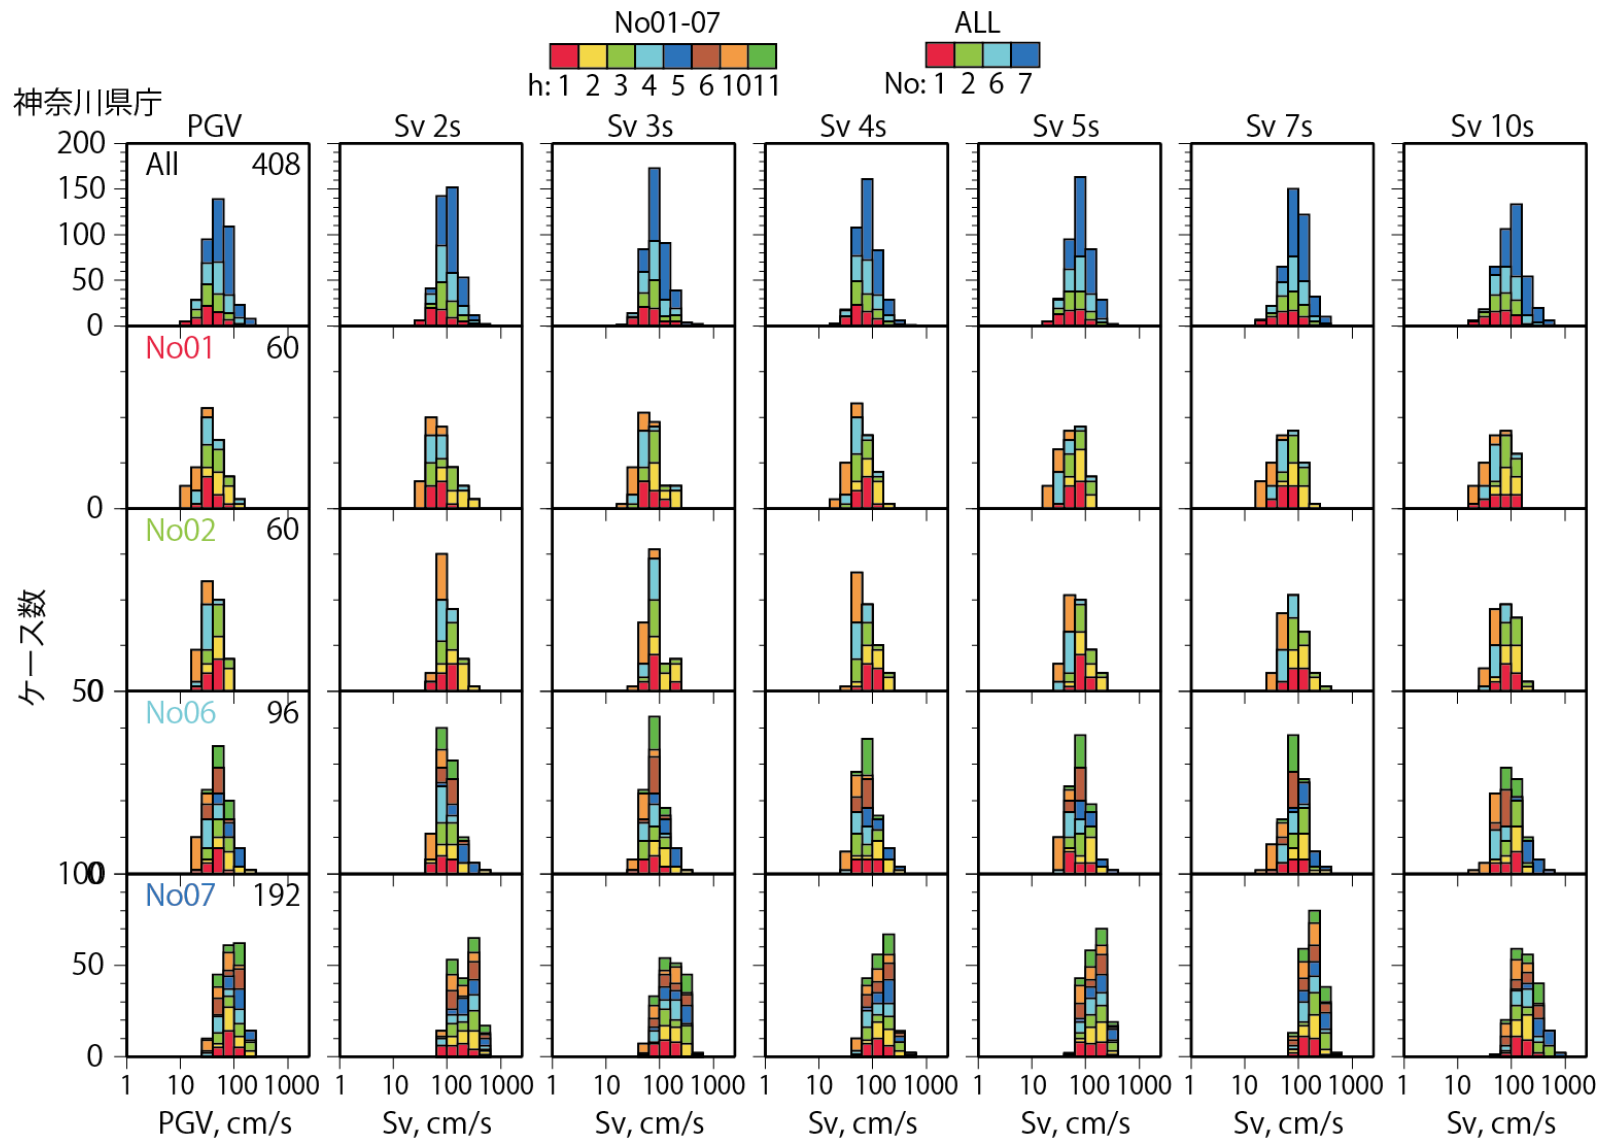 No01-07 ALL
h: 1 2 3 4 5 6 10 11 No: 1 2 6 7
神奈川県庁
PGV Sv 2s Sv 3s Sv 4s Sv 5s Sv 7s Sv 10s
200
All 408
150
100
50
0
No01 60
0
No02 60
ケース数
50 0
No06 96
100 0
No07 192
50
0
1 10 100 1000 1 10 100 1000 1 10 100 1000 1 10 100 1000 1 10 100 1000 1 10 100 1000 1 10 100 1000
PGV, cm/s Sv, cm/s Sv, cm/s Sv, cm/s Sv, cm/s Sv, cm/s Sv, cm/s